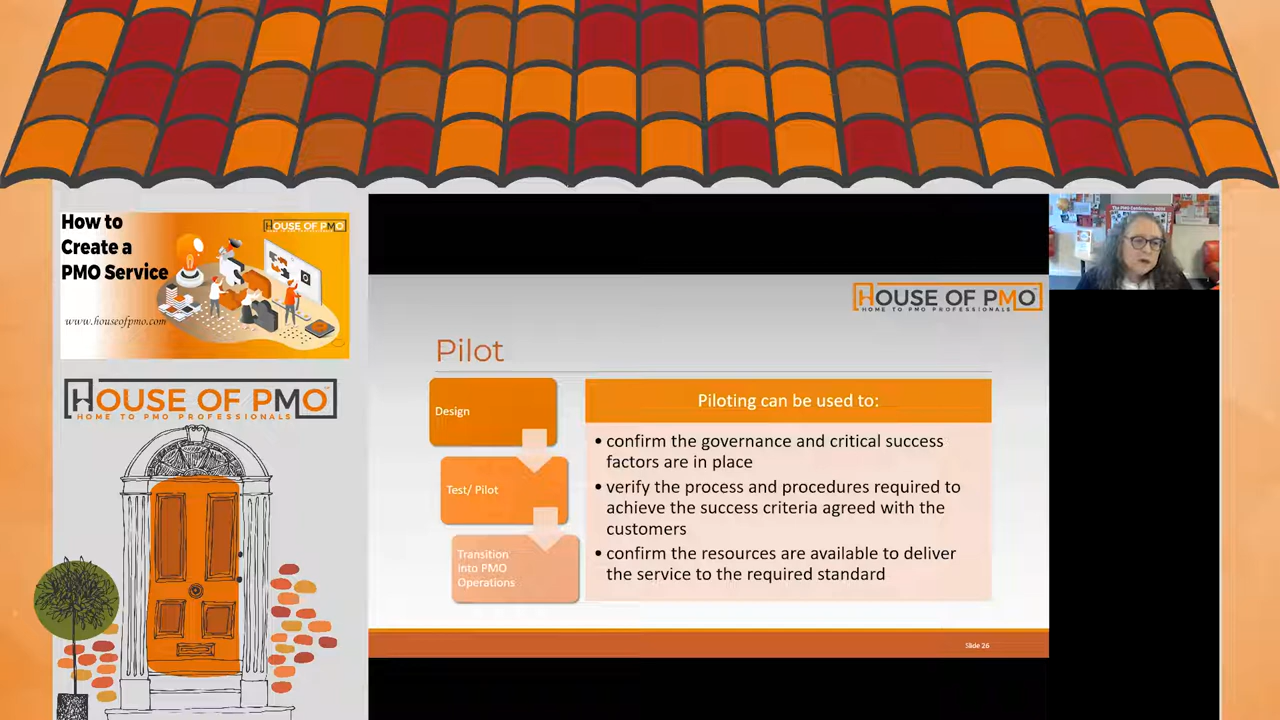 How to
Create a
PMO Service
www.houseofpmo.com
HOUSE OF PMO
HOUSE OF PMO
HOME TO PMO PROFESSIONALS
The PMO Conference
HOUSE OF PMO
HOME TO PMO PROFESSIONALS
Pilot
Design
Test/ Pilot
Transition
into PMO
Operations
Piloting can be used to:
• confirm the governance and critical success
factors are in place
• verify the process and procedures required to
achieve the success criteria agreed with the
customers
• confirm the resources are available to deliver
the service to the required standard
Slide 26